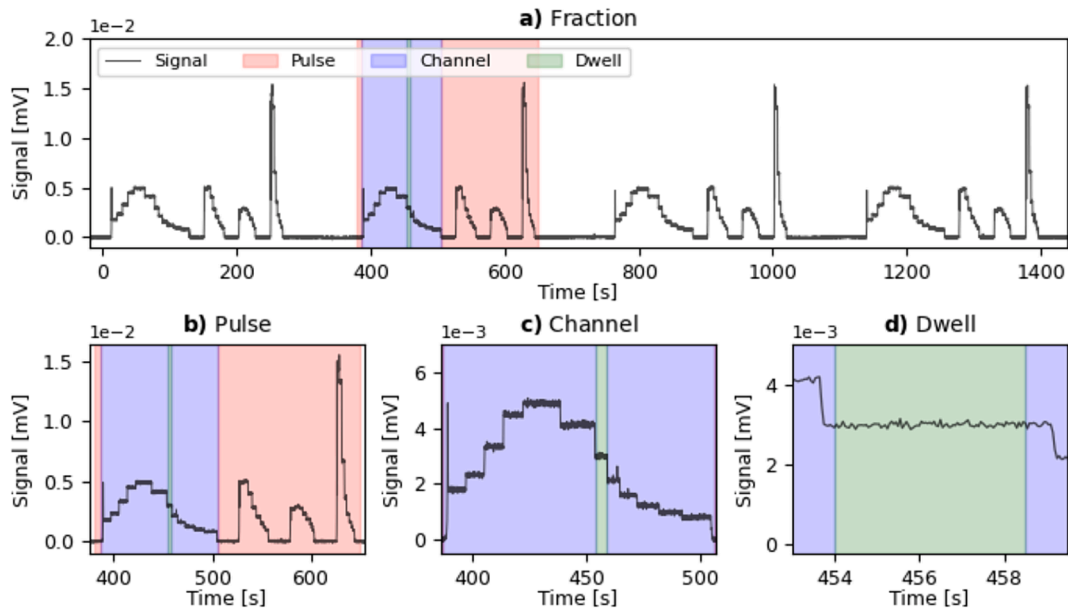 a) Fraction
1e−2
Signal Pulse Channel Dwell
2.0
1.5
1.0
0.5
0.0
Signal [mV]
0 200 400 600 800 1000 1200 1400
Time [s]
b) Pulse
1e−2
1.5
1.0
0.5
0.0
Signal [mV]
400 500 600
Time [s]
c) Channel
1e−3
6
4
2
0
Signal [mV]
400 450 500
Time [s]
d) Dwell
1e−3
4
2
0
Signal [mV]
454 456 458
Time [s]